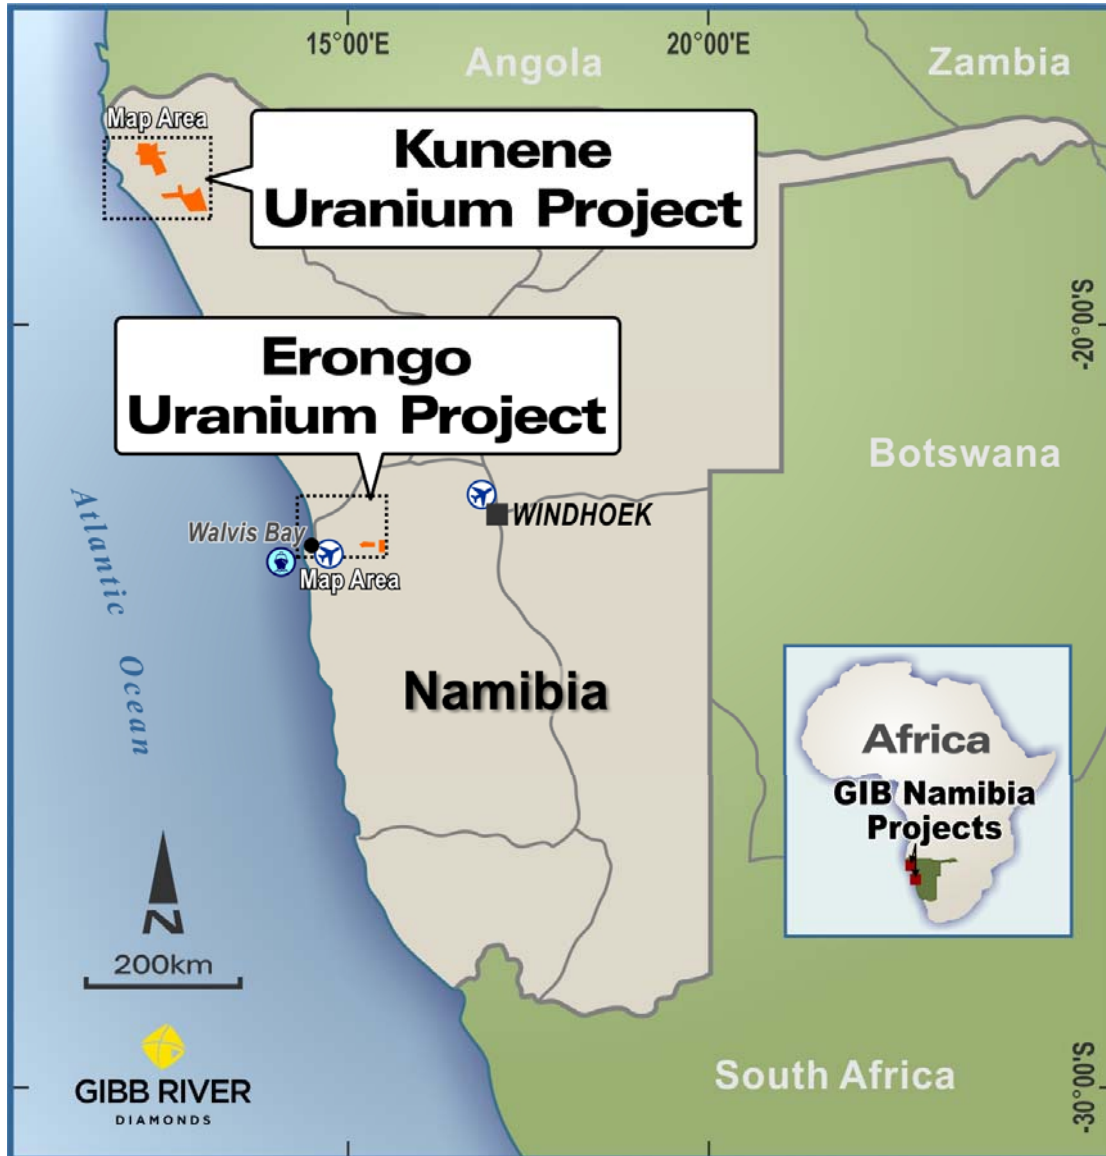 15°00'E
20°00'E
Angola
Zambia
Map Area
Kunene
Uranium Project
-20°00'S
Erongo
Uranium Project
Botswana
WINDHOEK
Walvis Bay
Map Area
Atlantic
Ocean
Namibia
Africa
GIB Namibia
Projects
N
200km
GIBB RIVER
DIAMONDS
South Africa
-30°00'S